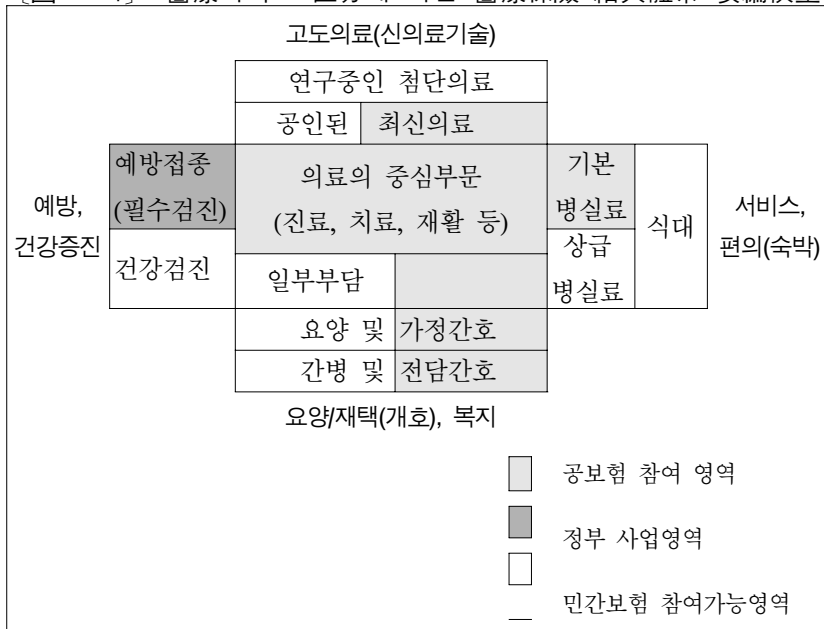 고도의료(신의료기술)
연구중인 첨단의료
공인된 최신의료
예방접종
(필수검진)
의료의 중심부문
(진료, 치료, 재활 등)
기본
병실료
식대
예방,
건강증진
서비스,
편의(숙박)
건강검진
일부부담
상급
병실료
요양 및 가정간호
간병 및 전담간호
요양/재택(개호), 복지
공보험 참여 영역
정부 사업영역
민간보험 참여가능영역